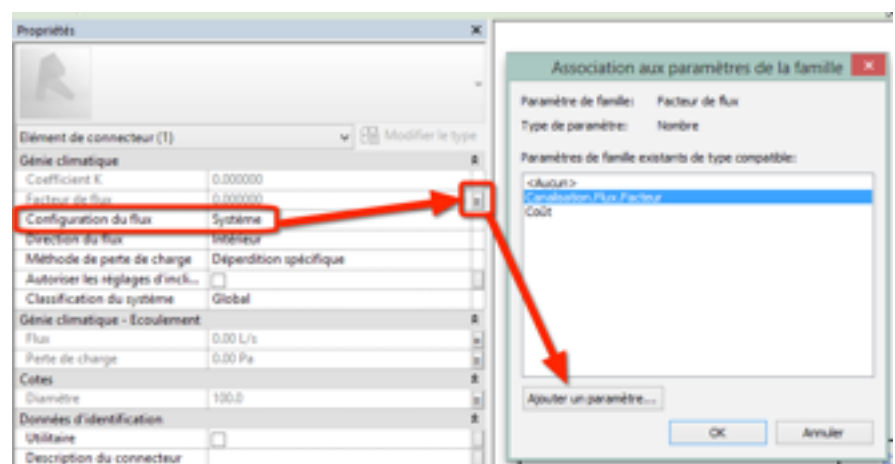 Propriétés
Elément de connecteur (1)
Modifier le type
Génie climatique
Coefficient K 0.000000
Facteur de flux 0.000000
Configuration du flux Système
Direction du flux Intérieur
Méthode de perte de charge Déperdition spécifique
Autoriser les réglages d'incli...
Classification du système Global
Génie climatique - Ecoulement
Flux 0.00 L/s
Perte de charge 0.00 Pa
Cotes
Diamètre 100.0
Données d'identification
Utilitaire
Description du connecteur
Association aux paramètres de la famille
Paramètre de famille: Facteur de flux
Type de paramètre: Nombre
Paramètres de famille existants de type compatible:
<Aucun>
Canalisation.Flux.Facteur
Coût
Ajouter un paramètre...
OK Annuler